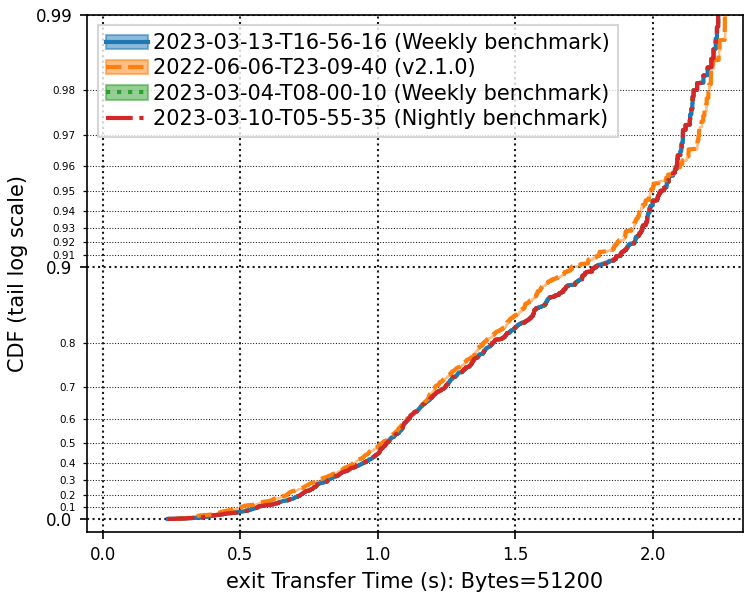 2023-03-13-T16-56-16 (Weekly benchmark)
2022-06-06-T23-09-40 (v2.1.0)
2023-03-04-T08-00-10 (Weekly benchmark)
2023-03-10-T05-55-35 (Nightly benchmark)
CDF (tail log scale)
0.99
0.98
0.97
0.96
0.95
0.94
0.93
0.92
0.91
0.9
0.8
0.7
0.6
0.5
0.4
0.3
0.2
0.1
0.0
0.0 0.5 1.0 1.5 2.0
exit Transfer Time (s): Bytes=51200